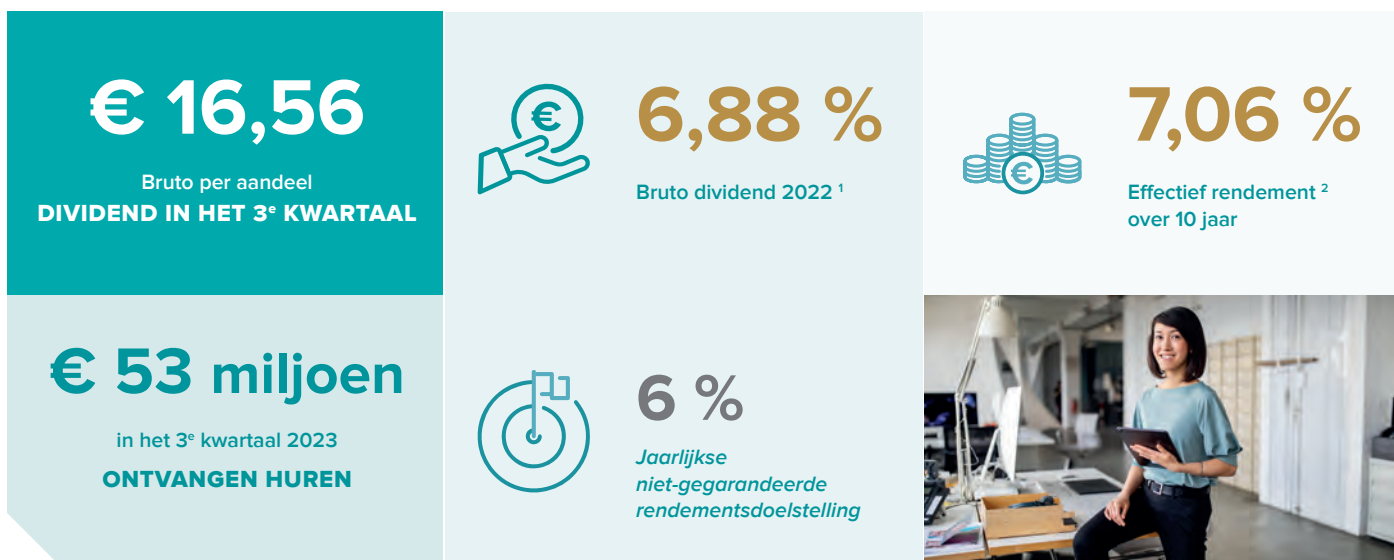 € 16,56
Bruto per aandeel
DIVIDEND IN HET 3e KWARTAAL
€
6,88 %
Bruto dividend 2022 1
€
7,06 %
Effectief rendement 2
over 10 jaar
€ 53 miljoen
in het 3e kwartaal 2023
ONTVANGEN HUREN
6 %
Jaarlijkse
niet-gegarandeerde
rendementsdoelstelling